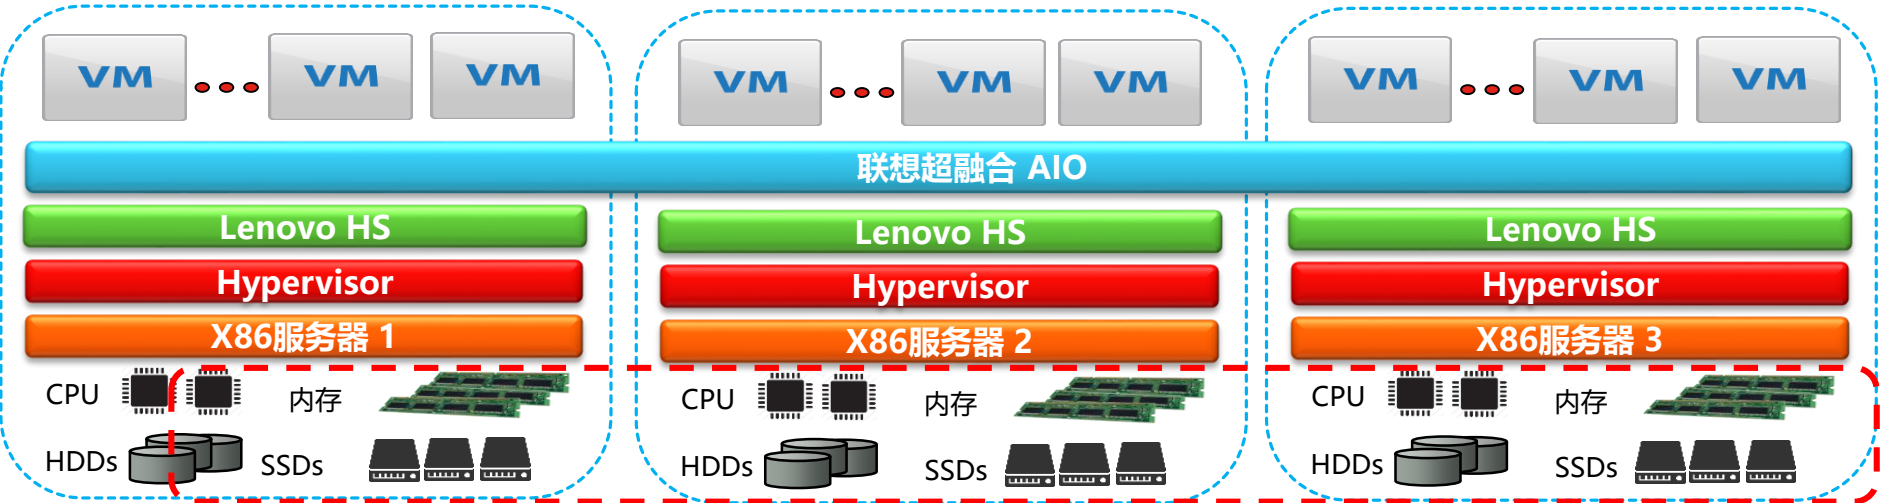 VM VM VM
VM VM VM
VM VM VM
联想超融合 AIO
Lenovo HS
Hypervisor
X86服务器 1
CPU 内存
HDDs SSDs
Lenovo HS
Hypervisor
X86服务器 2
CPU 内存
HDDs SSDs
Lenovo HS
Hypervisor
X86服务器 3
CPU 内存
HDDs SSDs